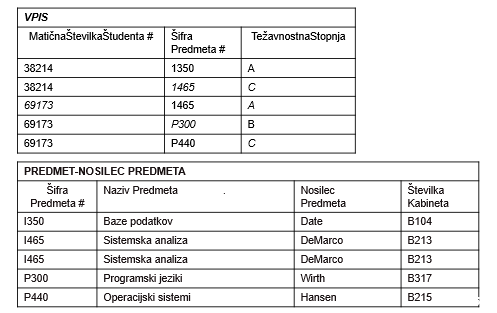 VPIS
MatičnaŠtevilkaŠtudenta # Šifra Predmeta # TežavnostnaStopnja
38214 1350 A
38214 1465 C
69173 1465 A
69173 P300 B
69173 P440 C
PREDMET-NOSILEC PREDMETA
Šifra Predmeta # Naziv Predmeta Nosilec Predmeta Številka Kabineta
I350 Baze podatkov Date B104
I465 Sistemska analiza DeMarco B213
I465 Sistemska analiza DeMarco B213
P300 Programski jeziki Wirth B317
P440 Operacijski sistemi Hansen B215